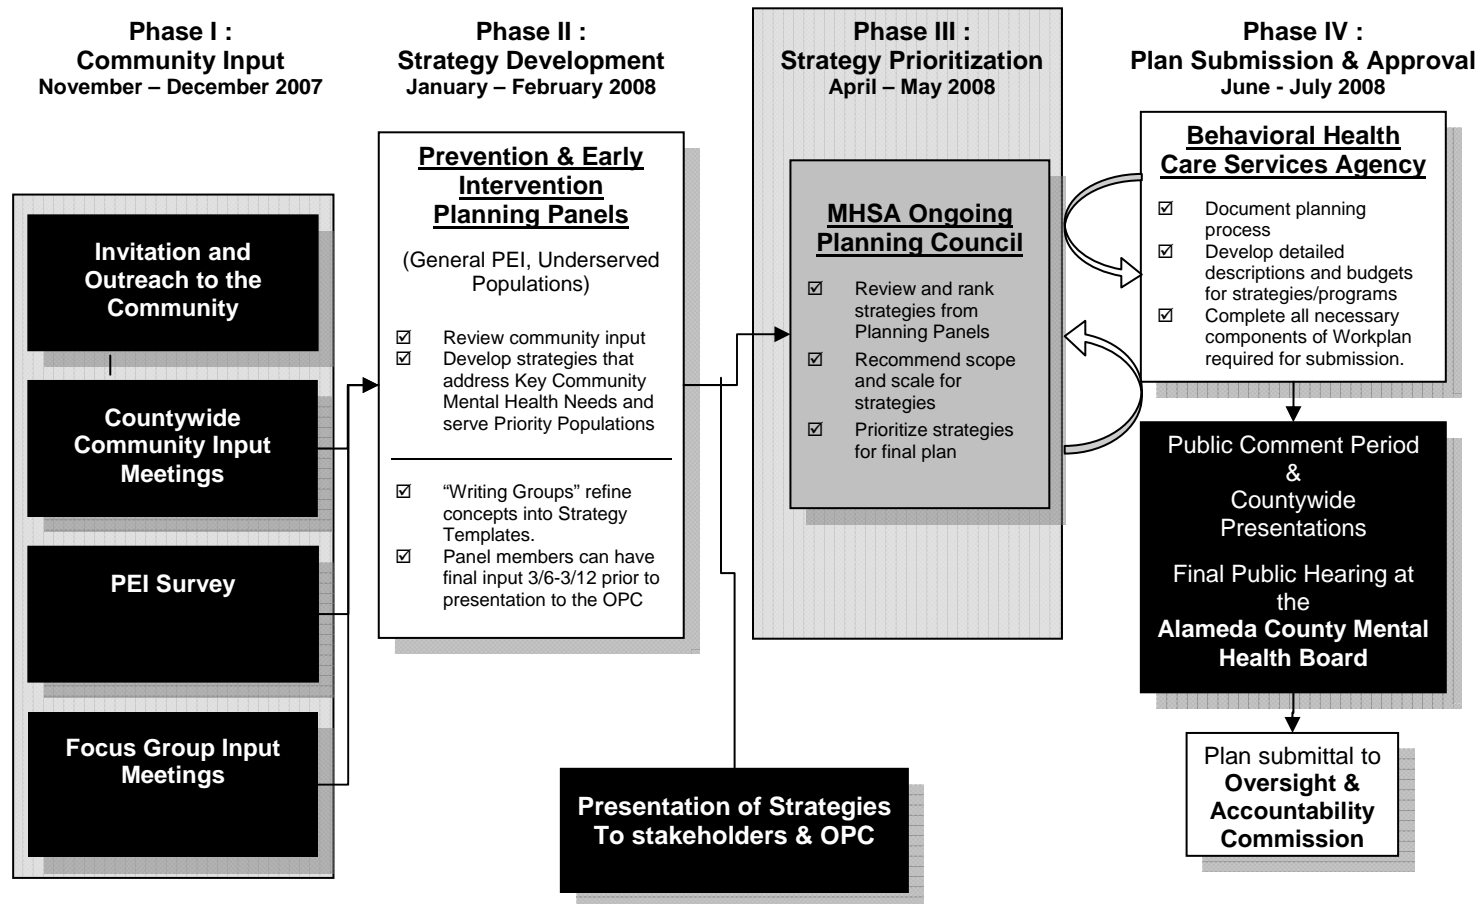 Phase I :
Community Input
November – December 2007
Invitation and
Outreach to the
Community
Countywide
Community Input
Meetings
PEI Survey
Focus Group Input
Meetings
Phase II :
Strategy Development
January – February 2008
Prevention & Early
Intervention
Planning Panels
(General PEI, Underserved
Populations)
☑ Review community input
☑ Develop strategies that
address Key Community
Mental Health Needs and
serve Priority Populations
☑ “Writing Groups” refine
concepts into Strategy
Templates.
☑ Panel members can have
final input 3/6-3/12 prior to
presentation to the OPC
Presentation of Strategies
To stakeholders & OPC
Phase III :
Strategy Prioritization
April – May 2008
MHSA Ongoing
Planning Council
☑ Review and rank
strategies from
Planning Panels
☑ Recommend scope
and scale for
strategies
☑ Prioritize strategies
for final plan
Phase IV :
Plan Submission & Approval
June - July 2008
Behavioral Health
Care Services Agency
☑ Document planning
process
☑ Develop detailed
descriptions and budgets
for strategies/programs
☑ Complete all necessary
components of Workplan
required for submission.
Public Comment Period
&
Countywide
Presentations
Final Public Hearing at
the
Alameda County Mental
Health Board
Plan submittal to
Oversight &
Accountability
Commission